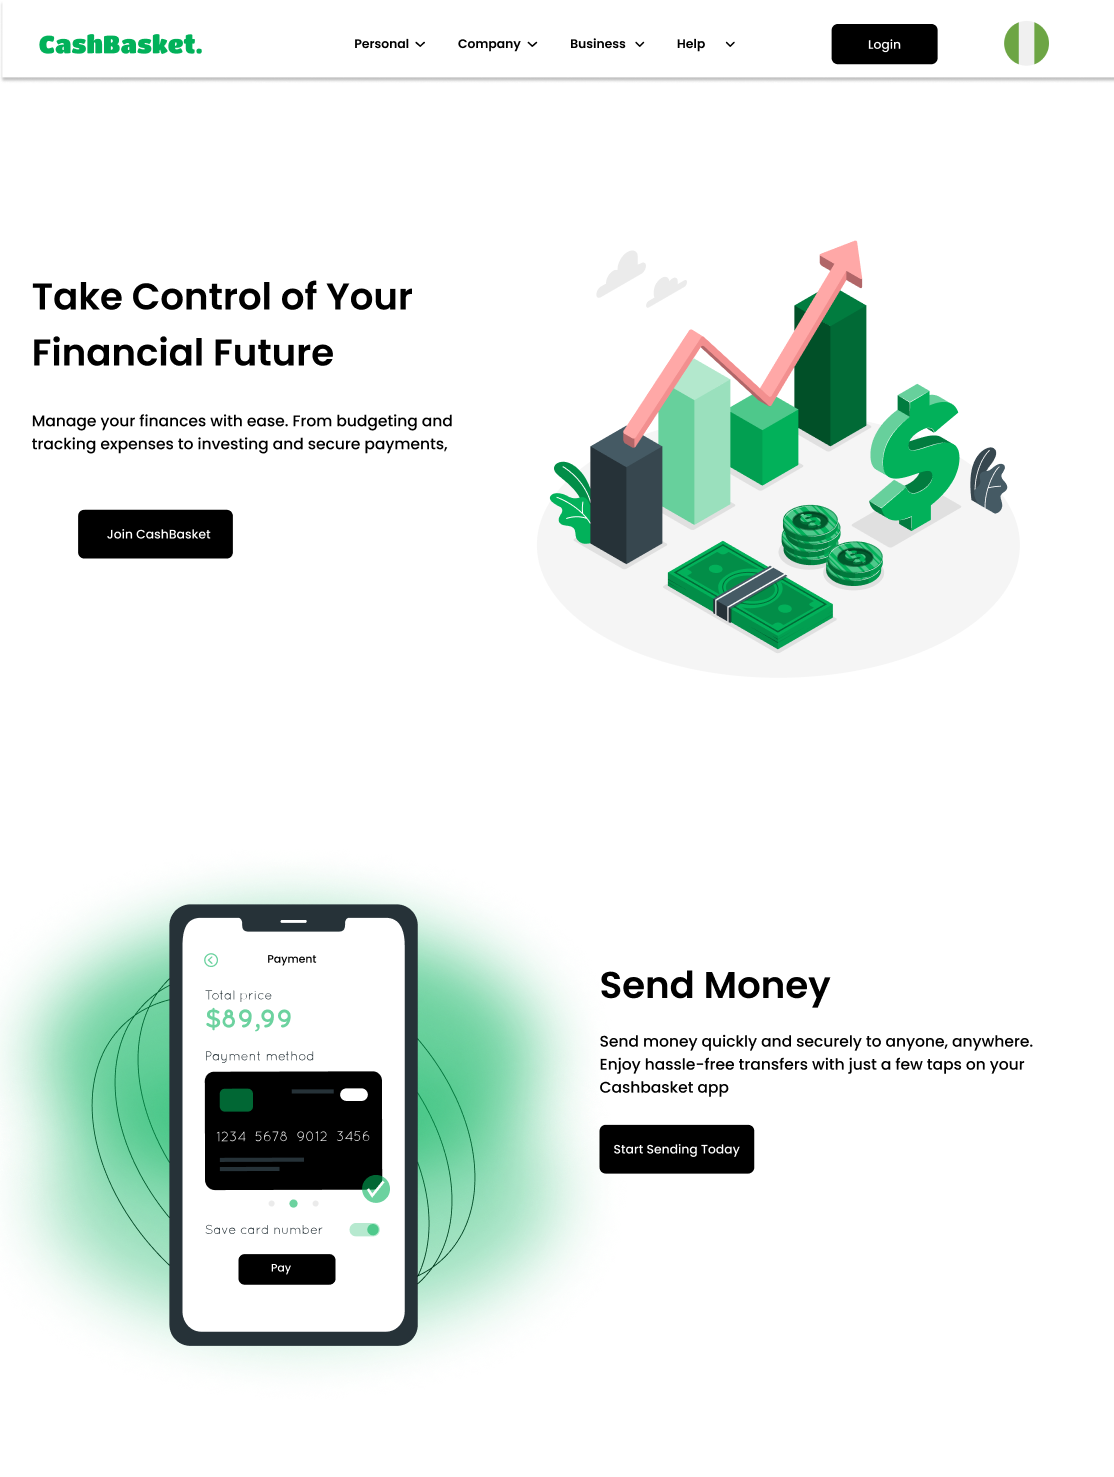 CashBasket.
Personal
Company
Business
Help
Login
Take Control of Your
Financial Future
Manage your finances with ease. From budgeting and
tracking expenses to investing and secure payments,
Join CashBasket
Payment
Total price
$89,99
Payment method
1234 5678 9012 3456
Save card number
Pay
Send Money
Send money quickly and securely to anyone, anywhere.
Enjoy hassle-free transfers with just a few taps on your
Cashbasket app
Start Sending Today